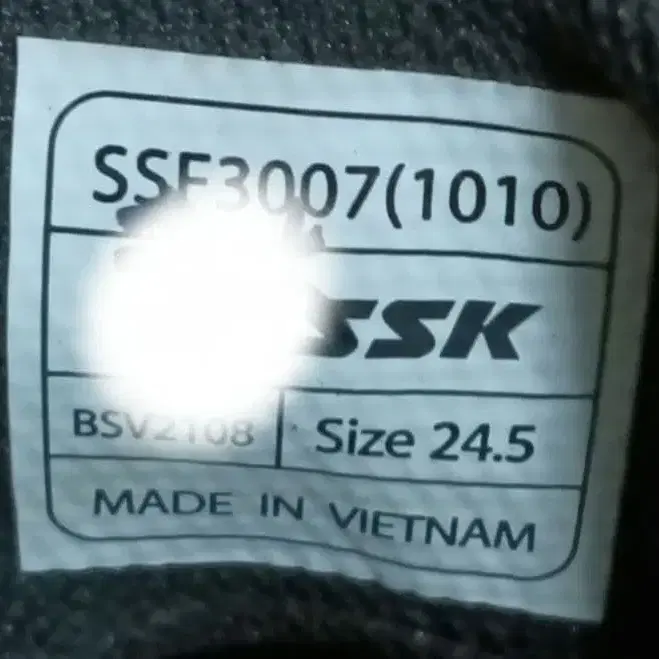 SSF3007(1010)
SSK
BSV2108
Size 24.5
MADE IN VIETNAM